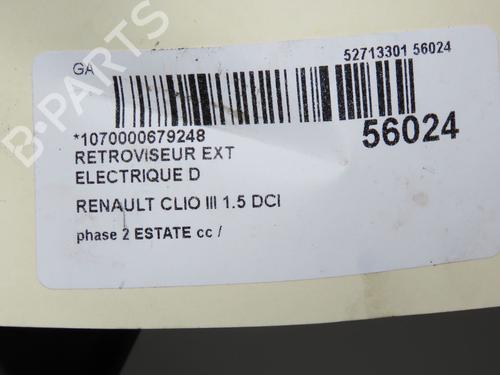 GA
52713301 56024
*1070000679248
56024
RETROVISEUR EXT
ELECTRIQUE D
RENAULT CLIO III 1.5 DCI
phase 2 ESTATE cc /
B-PARTS